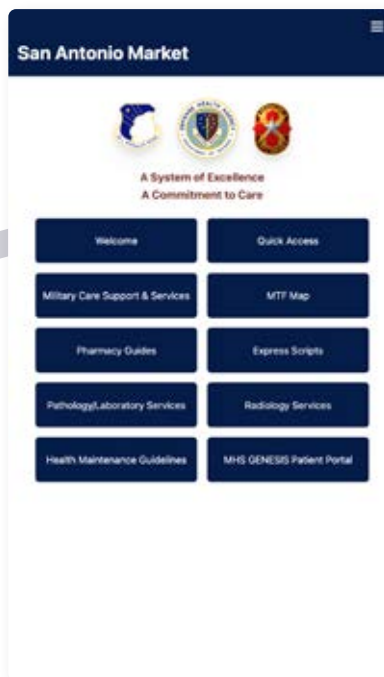 San Antonio Market
A System of Excellence
A Commitment to Care
Welcome
Quick Access
Military Care Support & Services
MTF Map
Pharmacy Guides
Express Scripts
Pathology/Laboratory Services
Radiology Services
Health Maintenance Guidelines
MHS GENESIS Patient Portal